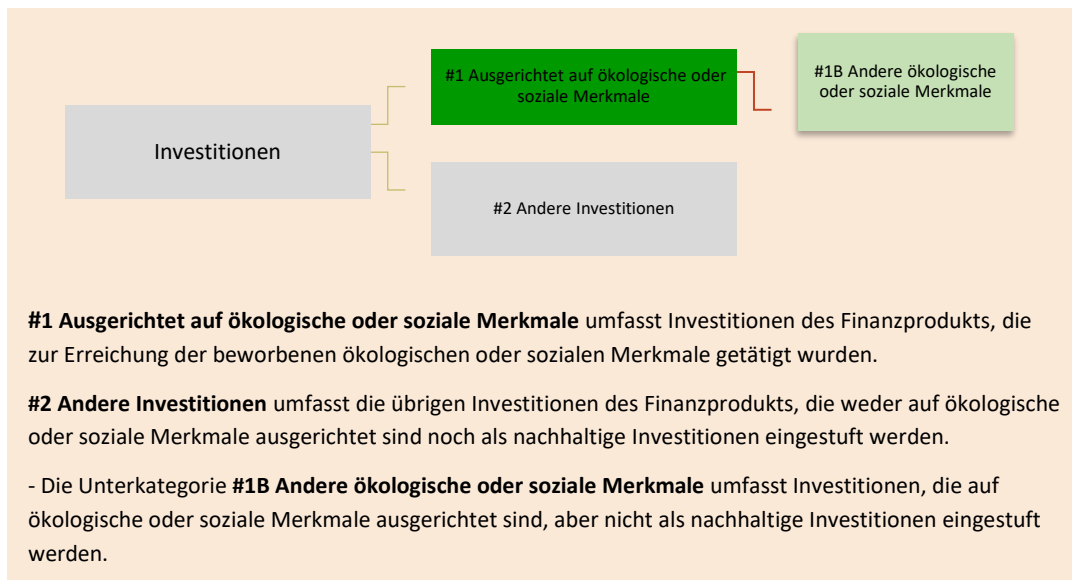 #1 Ausgerichtet auf ökologische oder
soziale Merkmale
#1B Andere ökologische
oder soziale Merkmale
Investitionen
#2 Andere Investitionen
#1 Ausgerichtet auf ökologische oder soziale Merkmale umfasst Investitionen des Finanzprodukts, die
zur Erreichung der beworbenen ökologischen oder sozialen Merkmale getätigt wurden.
#2 Andere Investitionen umfasst die übrigen Investitionen des Finanzprodukts, die weder auf ökologische
oder soziale Merkmale ausgerichtet sind noch als nachhaltige Investitionen eingestuft werden.
- Die Unterkategorie #1B Andere ökologische oder soziale Merkmale umfasst Investitionen, die auf
ökologische oder soziale Merkmale ausgerichtet sind, aber nicht als nachhaltige Investitionen eingestuft
werden.